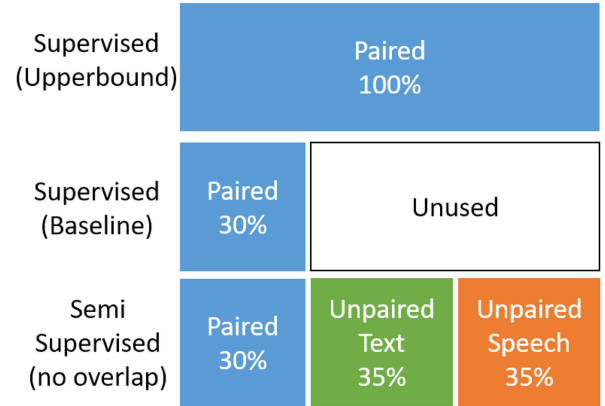 Supervised
(Upperbound)
Paired
100%
Supervised
(Baseline)
Paired
30%
Unused
Semi
Supervised
(no overlap)
Paired
30%
Unpaired
Text
35%
Unpaired
Speech
35%